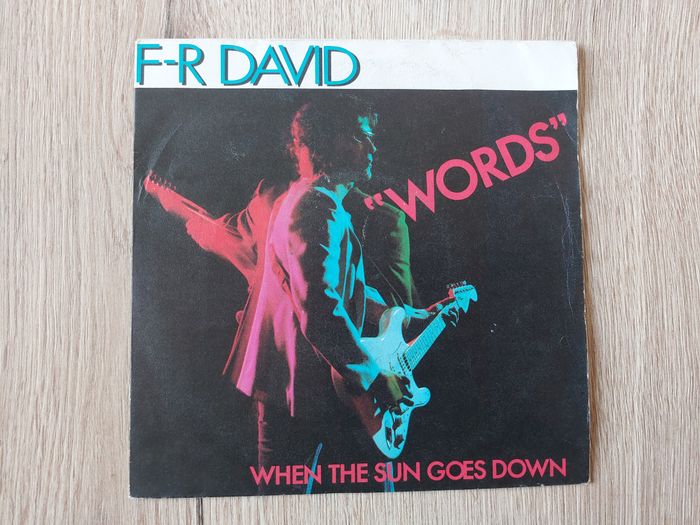 F-R DAVID
"WORDS"
WHEN THE SUN GOES DOWN